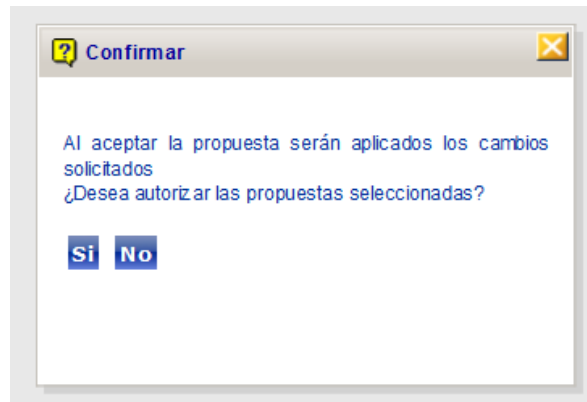 Confirmar
Al aceptar la propuesta serán aplicados los cambios
solicitados
¿Desea autorizar las propuestas seleccionadas?
Si No